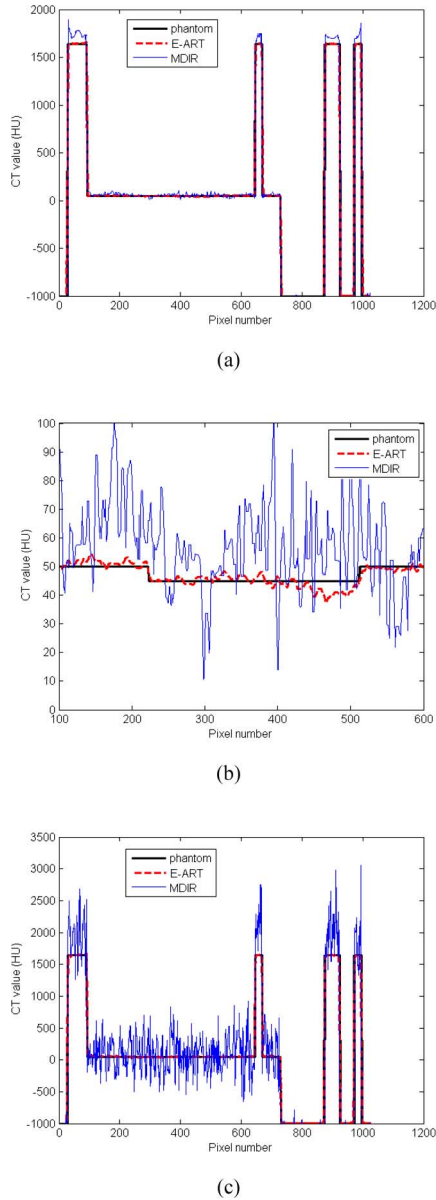 2000
1500
1000
500
0
-500
-1000
CT value (HU)
phantom
E-ART
MDIR
0 200 400 600 800 1000 1200
Pixel number
(a)
100
90
80
70
60
50
40
30
20
10
0
CT value (HU)
phantom
E-ART
MDIR
100 200 300 400 500 600
Pixel number
(b)
3500
3000
2500
2000
1500
1000
500
0
-500
-1000
CT value (HU)
phantom
E-ART
MDIR
0 200 400 600 800 1000 1200
Pixel number
(c)